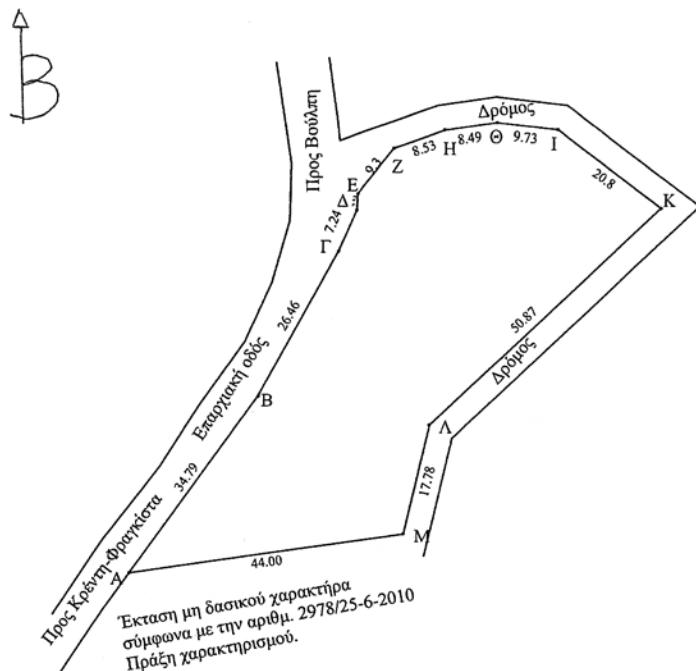 Β
Προς Βούλπη
Δρόμος
Ζ
8.53
Η
8.49
Θ
9.73
Ι
20.8
Κ
9.3
Ε
Δ
7.24
Γ
26.46
Επαρχιακή οδός
Β
50.87
Δρόμος
Λ
17.78
Μ
34.79
Προς Κρέντη-Φραγκίστα
Α
44.00
Έκταση μη δασικού χαρακτήρα
σύμφωνα με την αριθμ. 2978/25-6-2010
Πράξη χαρακτηρισμού.